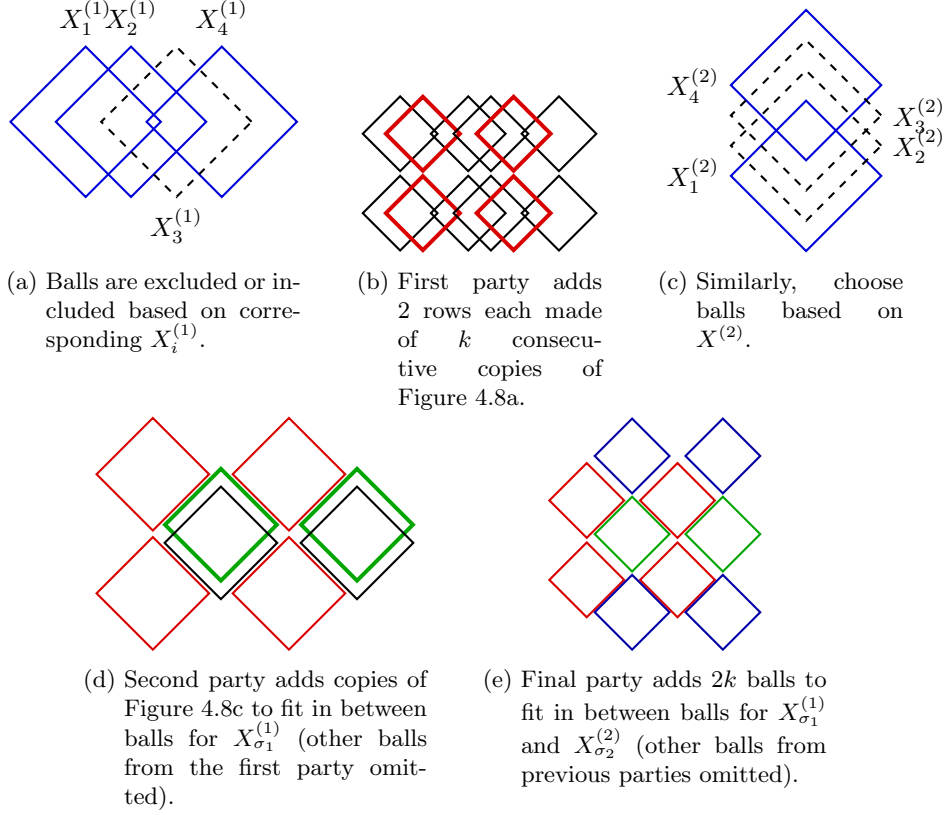 $X_1^{(1)}$ $X_2^{(1)}$ $X_4^{(1)}$
$X_3^{(1)}$
$X_4^{(2)}$
$X_3^{(2)}$
$X_2^{(2)}$
$X_1^{(2)}$
(a) Balls are excluded or in-
cluded based on corre-
sponding $X_i^{(1)}$.
(b) First party adds
2 rows each made
of $k$ consecu-
tive copies of
Figure 4.8a.
(c) Similarly, choose
balls based on
$X^{(2)}$.
(d) Second party adds copies of
Figure 4.8c to fit in between
balls for $X_{\sigma_1}^{(1)}$ (other balls
from the first party omit-
ted).
(e) Final party adds $2k$ balls to
fit in between balls for $X_{\sigma_1}^{(1)}$
and $X_{\sigma_2}^{(2)}$ (other balls from
previous parties omitted).